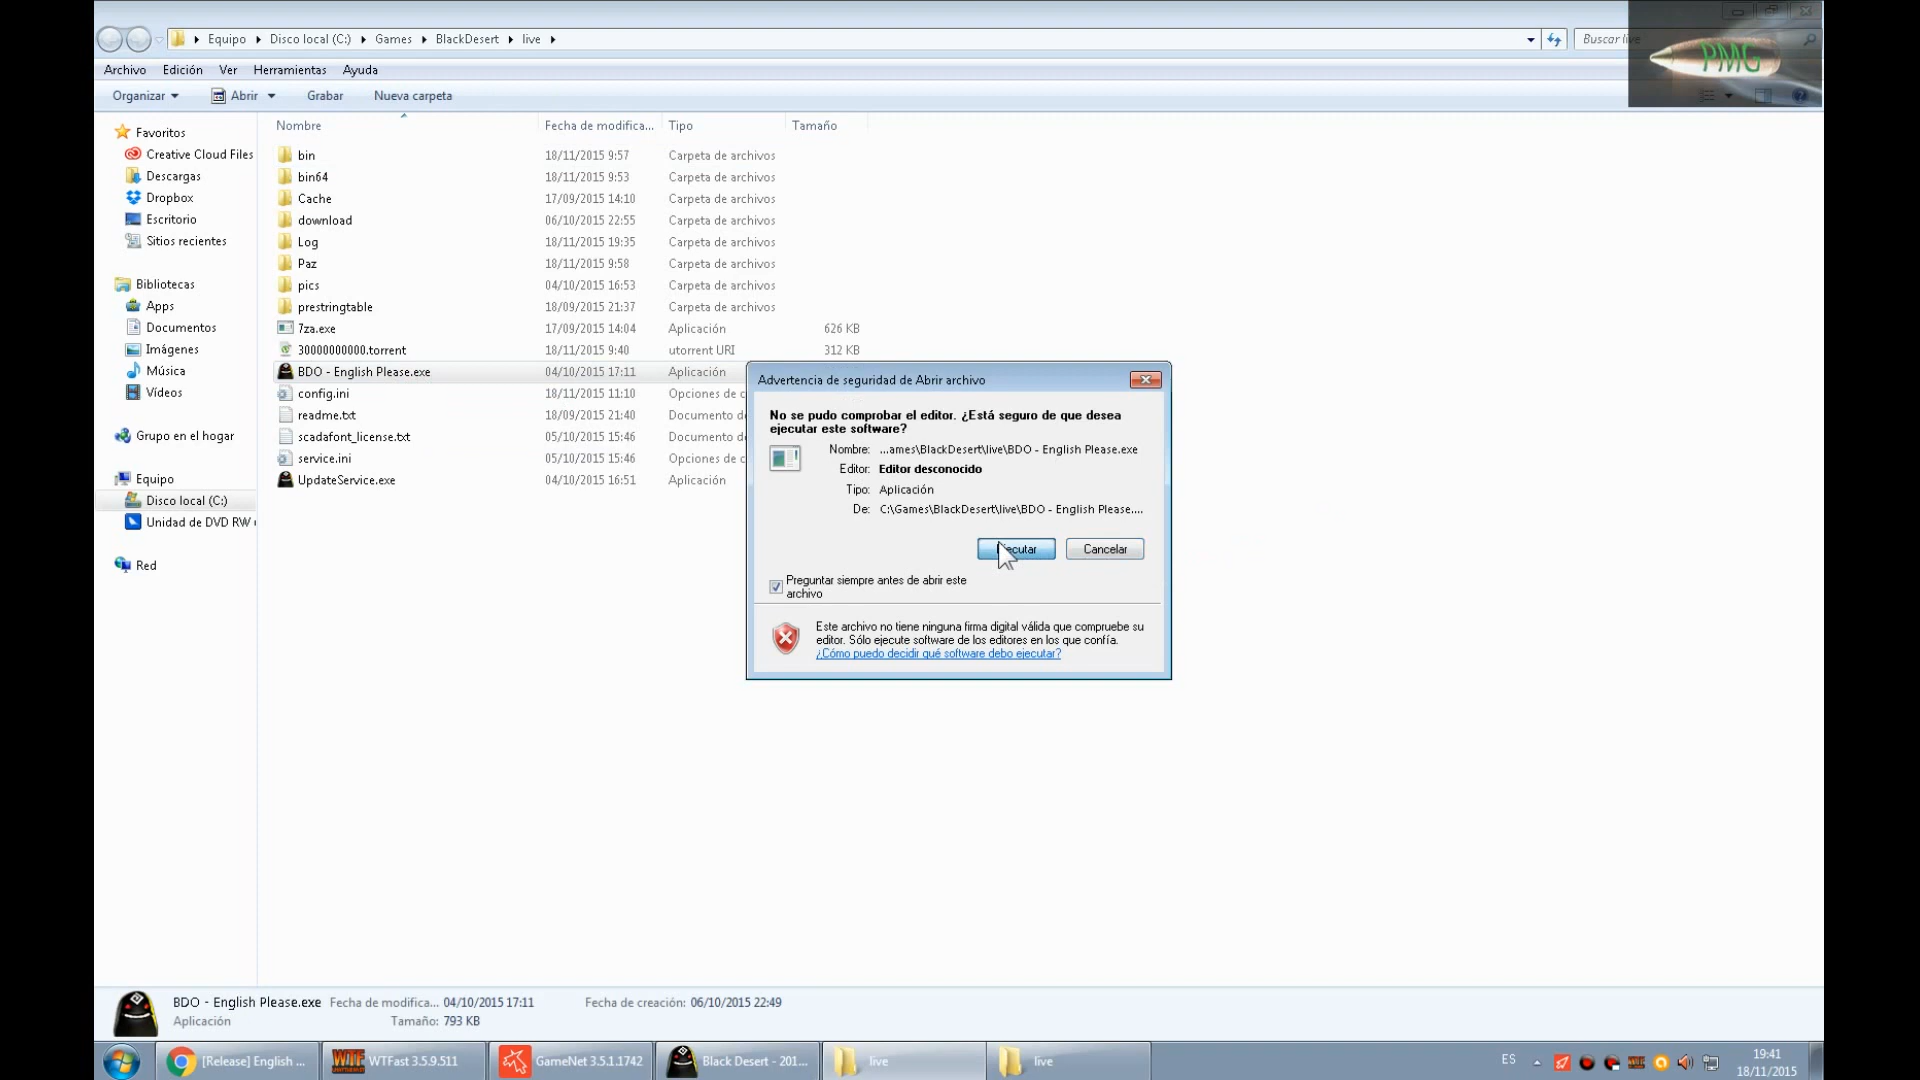 Equipo Disco local (C:) Games BlackDesert live
Buscar live
PMG
Archivo Edición Ver Herramientas Ayuda
Organizar Abrir Grabar Nueva carpeta
Favoritos
Creative Cloud Files
Descargas
Dropbox
Escritorio
Sitios recientes
Bibliotecas
Apps
Documentos
Imágenes
Música
Vídeos
Grupo en el hogar
Equipo
Disco local (C:)
Unidad de DVD RW
Red
Nombre Fecha de modifica... Tipo Tamaño
bin 18/11/2015 9:57 Carpeta de archivos
bin64 18/11/2015 9:53 Carpeta de archivos
Cache 17/09/2015 14:10 Carpeta de archivos
download 06/10/2015 22:55 Carpeta de archivos
Log 18/11/2015 19:35 Carpeta de archivos
Paz 18/11/2015 9:58 Carpeta de archivos
pics 04/10/2015 16:53 Carpeta de archivos
prestringtable 18/09/2015 21:37 Carpeta de archivos
7za.exe 17/09/2015 14:04 Aplicación 626 KB
30000000000.torrent 18/11/2015 9:40 utorrent URI 312 KB
BDO - English Please.exe 04/10/2015 17:11 Aplicación
config.ini 18/11/2015 11:10 Opciones de c
readme.txt 18/09/2015 21:40 Documento d
scadafont_license.txt 05/10/2015 15:46 Documento d
service.ini 05/10/2015 15:46 Opciones de c
UpdateService.exe 04/10/2015 16:51 Aplicación
Advertencia de seguridad de Abrir archivo
No se pudo comprobar el editor. ¿Está seguro de que desea
ejecutar este software?
Nombre: ...ames\BlackDesert\live\BDO - English Please.exe
Editor: Editor desconocido
Tipo: Aplicación
De: C:\Games\BlackDesert\live\BDO - English Please....
Cancelar
Preguntar siempre antes de abrir este
archivo
Este archivo no tiene ninguna firma digital válida que compruebe su
editor. Sólo ejecute software de los editores en los que confía.
¿Cómo puedo decidir qué software debo ejecutar?
BDO - English Please.exe Fecha de modifica... 04/10/2015 17:11 Fecha de creación: 06/10/2015 22:49
Aplicación Tamaño: 793 KB
[Release] English ... WTFast 3.5.9.511 GameNet 3.5.1.1742 Black Desert - 201... live live
ES
19:41
18/11/2015